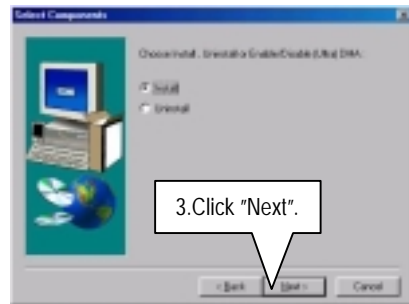 Select Components
Choose Install, Uninstall or Enable/Disable (Ultra) DMA:
Install
Uninstall
3.Click "Next".
< Back
Next >
Cancel